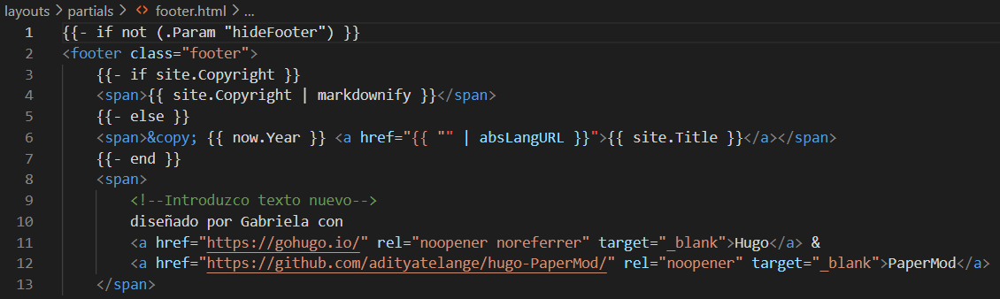 layouts > partials > <> footer.html > ...
1 {{- if not (.Param "hideFooter") }}
2 <footer class="footer">
3 {{- if site.Copyright }}
4 <span>{{ site.Copyright | markdownify }}</span>
5 {{- else }}
6 <span>&copy; {{ now.Year }} <a href="{{ "" | absLangURL }}">{{ site.Title }}</a></span>
7 {{- end }}
8 <span>
9 <!--Introduzco texto nuevo-->
10 diseñado por Gabriela con
11 <a href="https://gohugo.io/" rel="noopener noreferrer" target="_blank">Hugo</a> &
12 <a href="https://github.com/adityatelange/hugo-PaperMod/" rel="noopener" target="_blank">PaperMod</a>
13 </span>